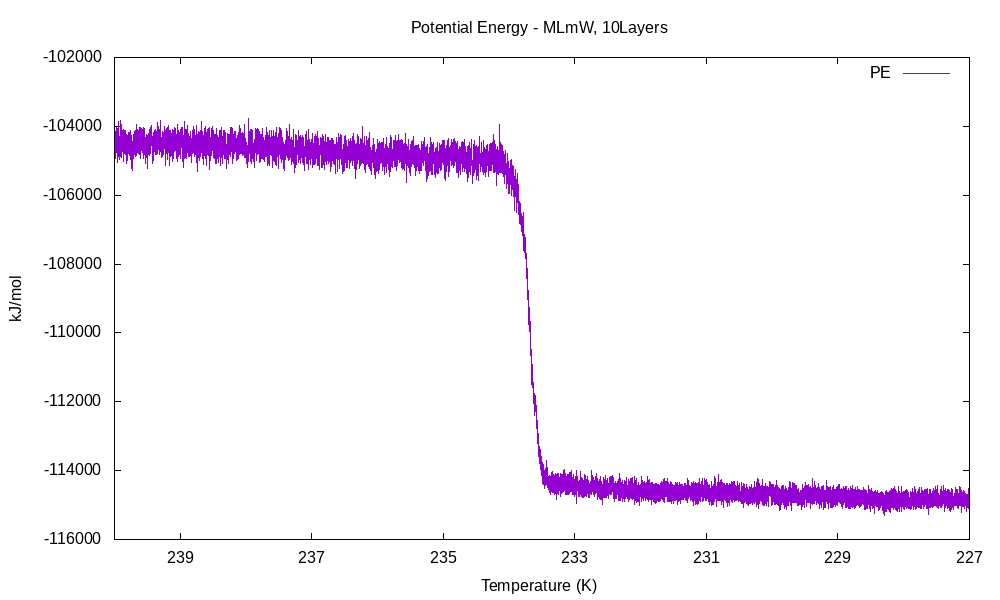 Potential Energy - MLmW, 10Layers
PE
-102000
-104000
-106000
-108000
-110000
-112000
-114000
-116000
kJ/mol
239 237 235 233 231 229 227
Temperature (K)